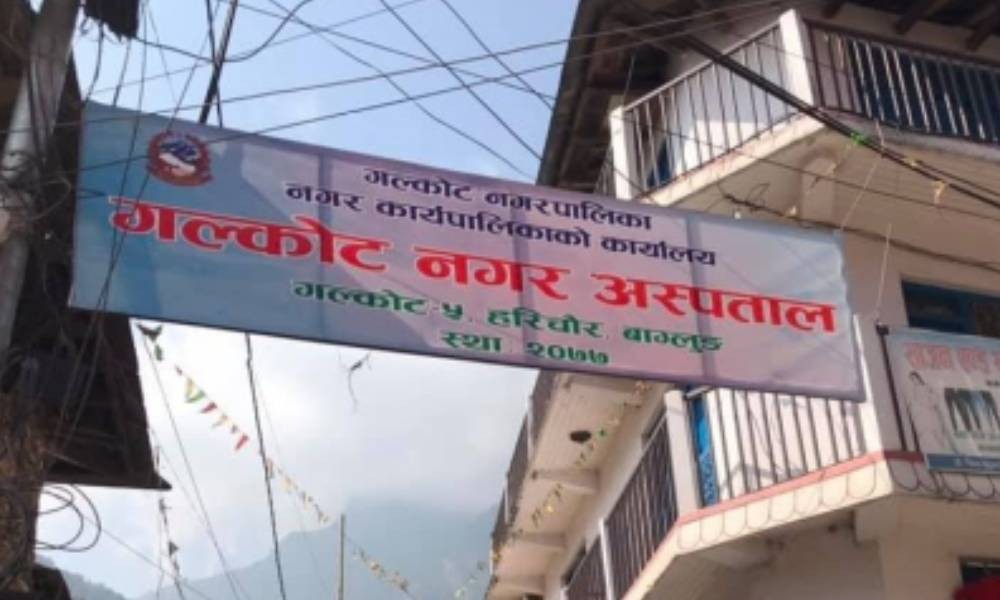 गल्कोट नगरपालिका
नगर कार्यपालिकाको कार्यालय
गल्कोट नगर अस्पताल
गल्कोट-५, हरिचौर, बाग्लुङ
स्था २०७७